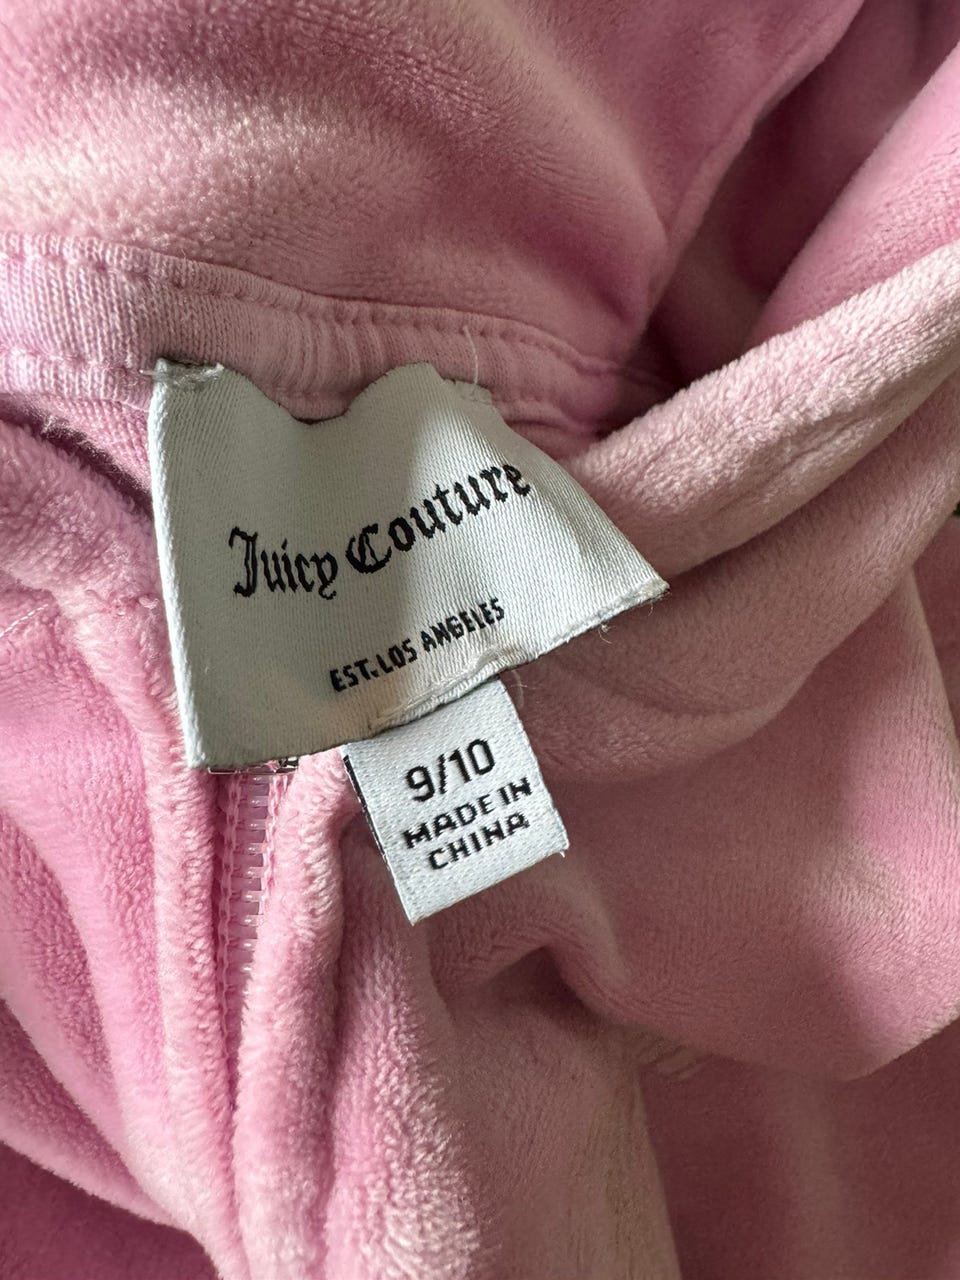 Juicy Couture
EST. LOS ANGELES
9/10
MADE IN
CHINA